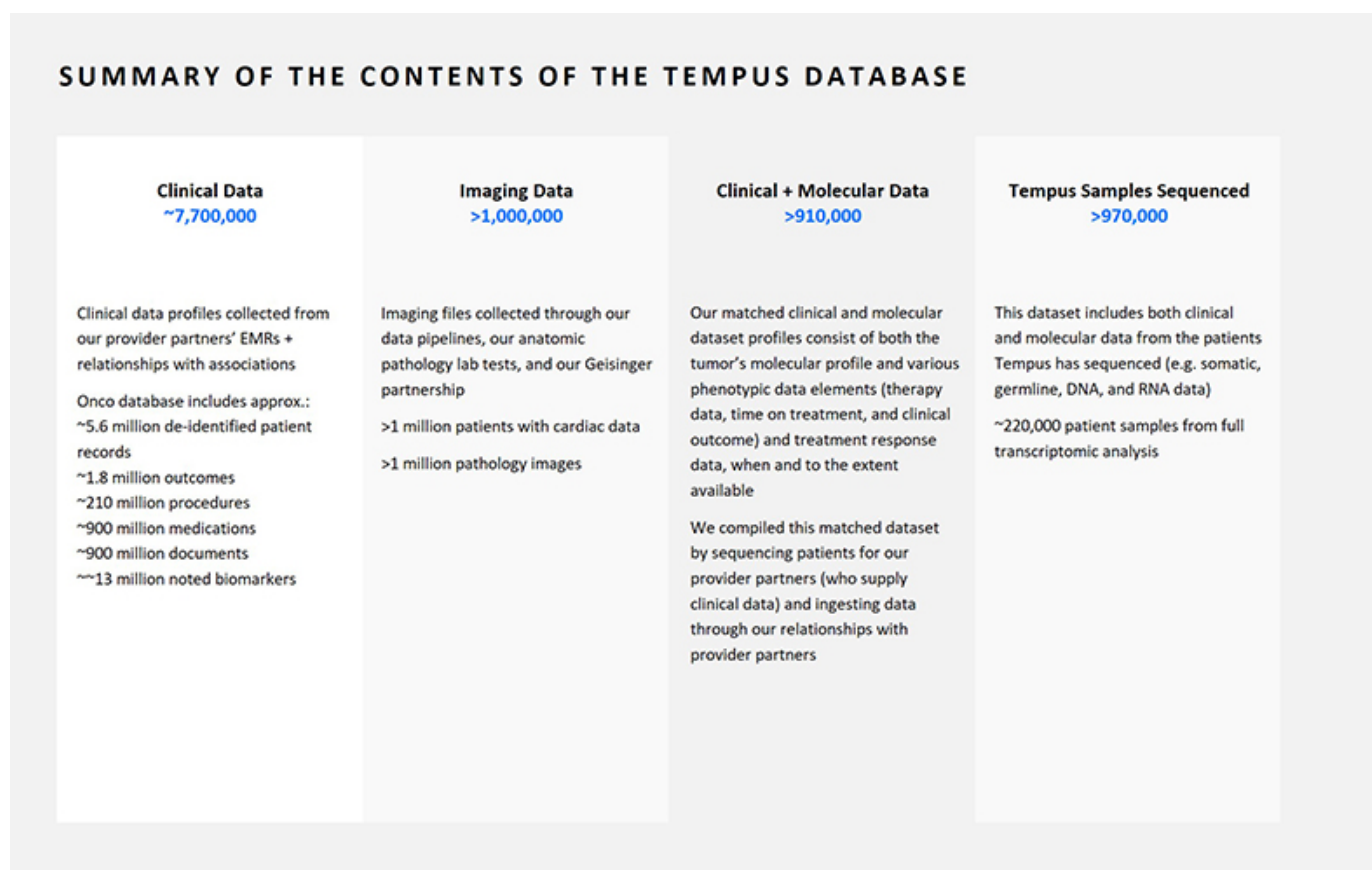 SUMMARY OF THE CONTENTS OF THE TEMPUS DATABASE
Clinical Data
~7,700,000
Clinical data profiles collected from
our provider partners’ EMRs +
relationships with associations
Onco database includes approx.:
~5.6 million de-identified patient
records
~1.8 million outcomes
~210 million procedures
~900 million medications
~900 million documents
~~13 million noted biomarkers
Imaging Data
>1,000,000
Imaging files collected through our
data pipelines, our anatomic
pathology lab tests, and our Geisinger
partnership
>1 million patients with cardiac data
>1 million pathology images
Clinical + Molecular Data
>910,000
Our matched clinical and molecular
dataset profiles consist of both the
tumor’s molecular profile and various
phenotypic data elements (therapy
data, time on treatment, and clinical
outcome) and treatment response
data, when and to the extent
available
We compiled this matched dataset
by sequencing patients for our
provider partners (who supply
clinical data) and ingesting data
through our relationships with
provider partners
Tempus Samples Sequenced
>970,000
This dataset includes both clinical
and molecular data from the patients
Tempus has sequenced (e.g. somatic,
germline, DNA, and RNA data)
~220,000 patient samples from full
transcriptomic analysis